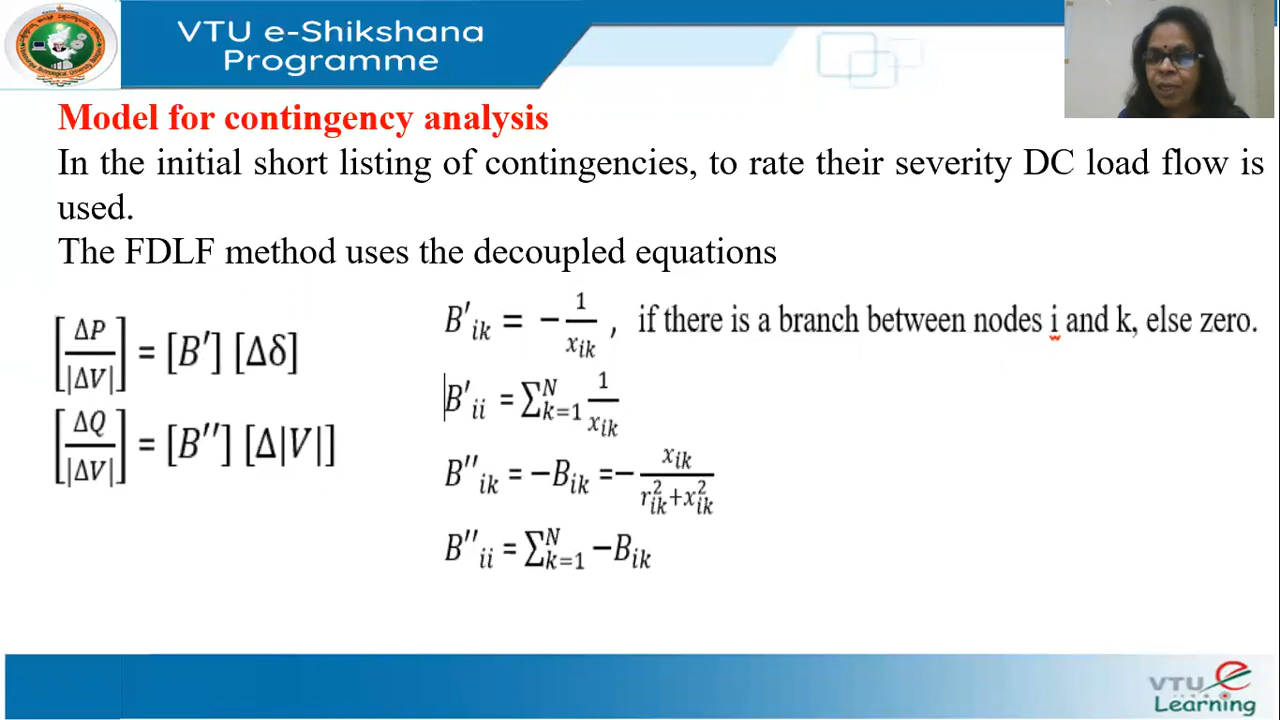 VTU e-Shikshana
Programme
Model for contingency analysis
In the initial short listing of contingencies, to rate their severity DC load flow is
used.
The FDLF method uses the decoupled equations
[ΔP/|ΔV|] = [B′] [Δδ]
[ΔQ/|ΔV|] = [B′′] [Δ|V|]
B′ik = −1/xik , if there is a branch between nodes i and k, else zero.
B′ii = ∑k=1^N 1/xik
B′′ik = −Bik =− xik/(r²ik+x²ik)
B′′ii = ∑k=1^N −Bik
VTU e
Learning